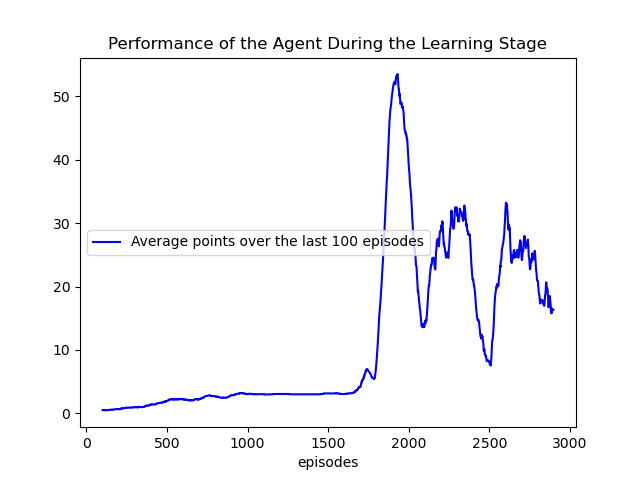 Performance of the Agent During the Learning Stage
50
40
30
Average points over the last 100 episodes
20
10
0
0 500 1000 1500 2000 2500 3000
episodes